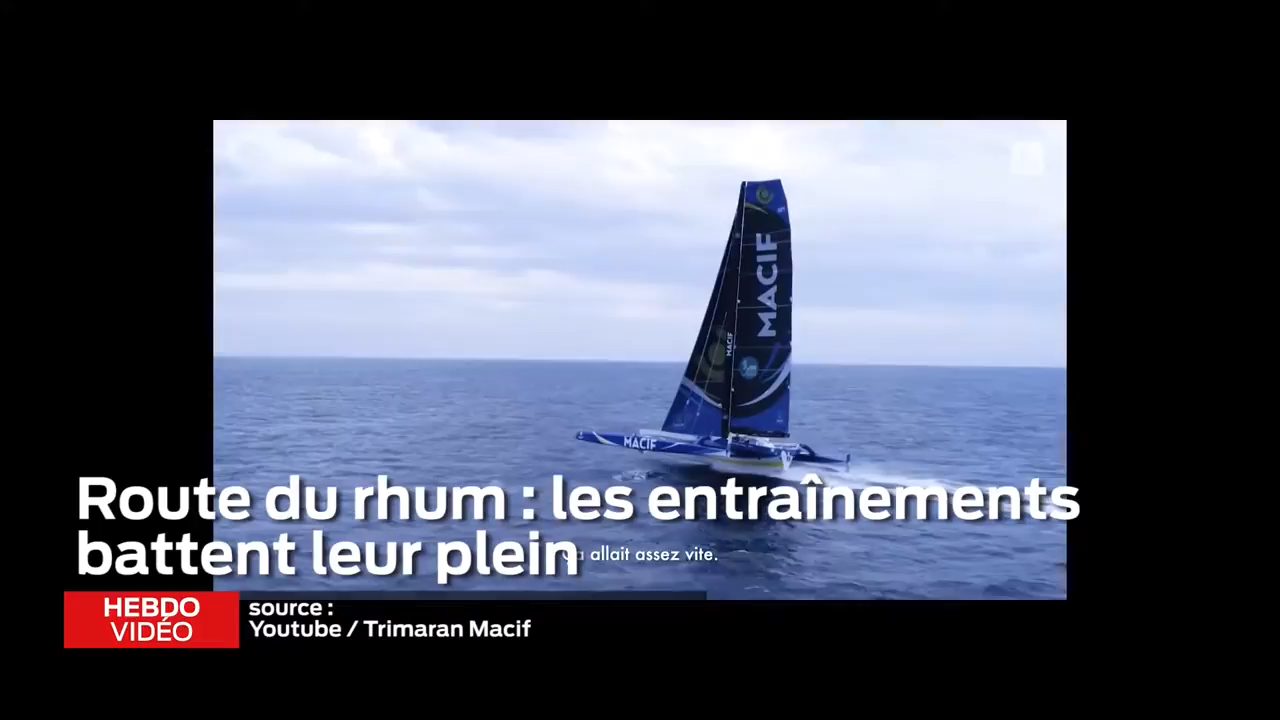 MACIF
MACIF
MACIF
Route du rhum : les entraînements
battent leur plein
allait assez vite.
HEBDO
VIDÉO
source :
Youtube / Trimaran Macif